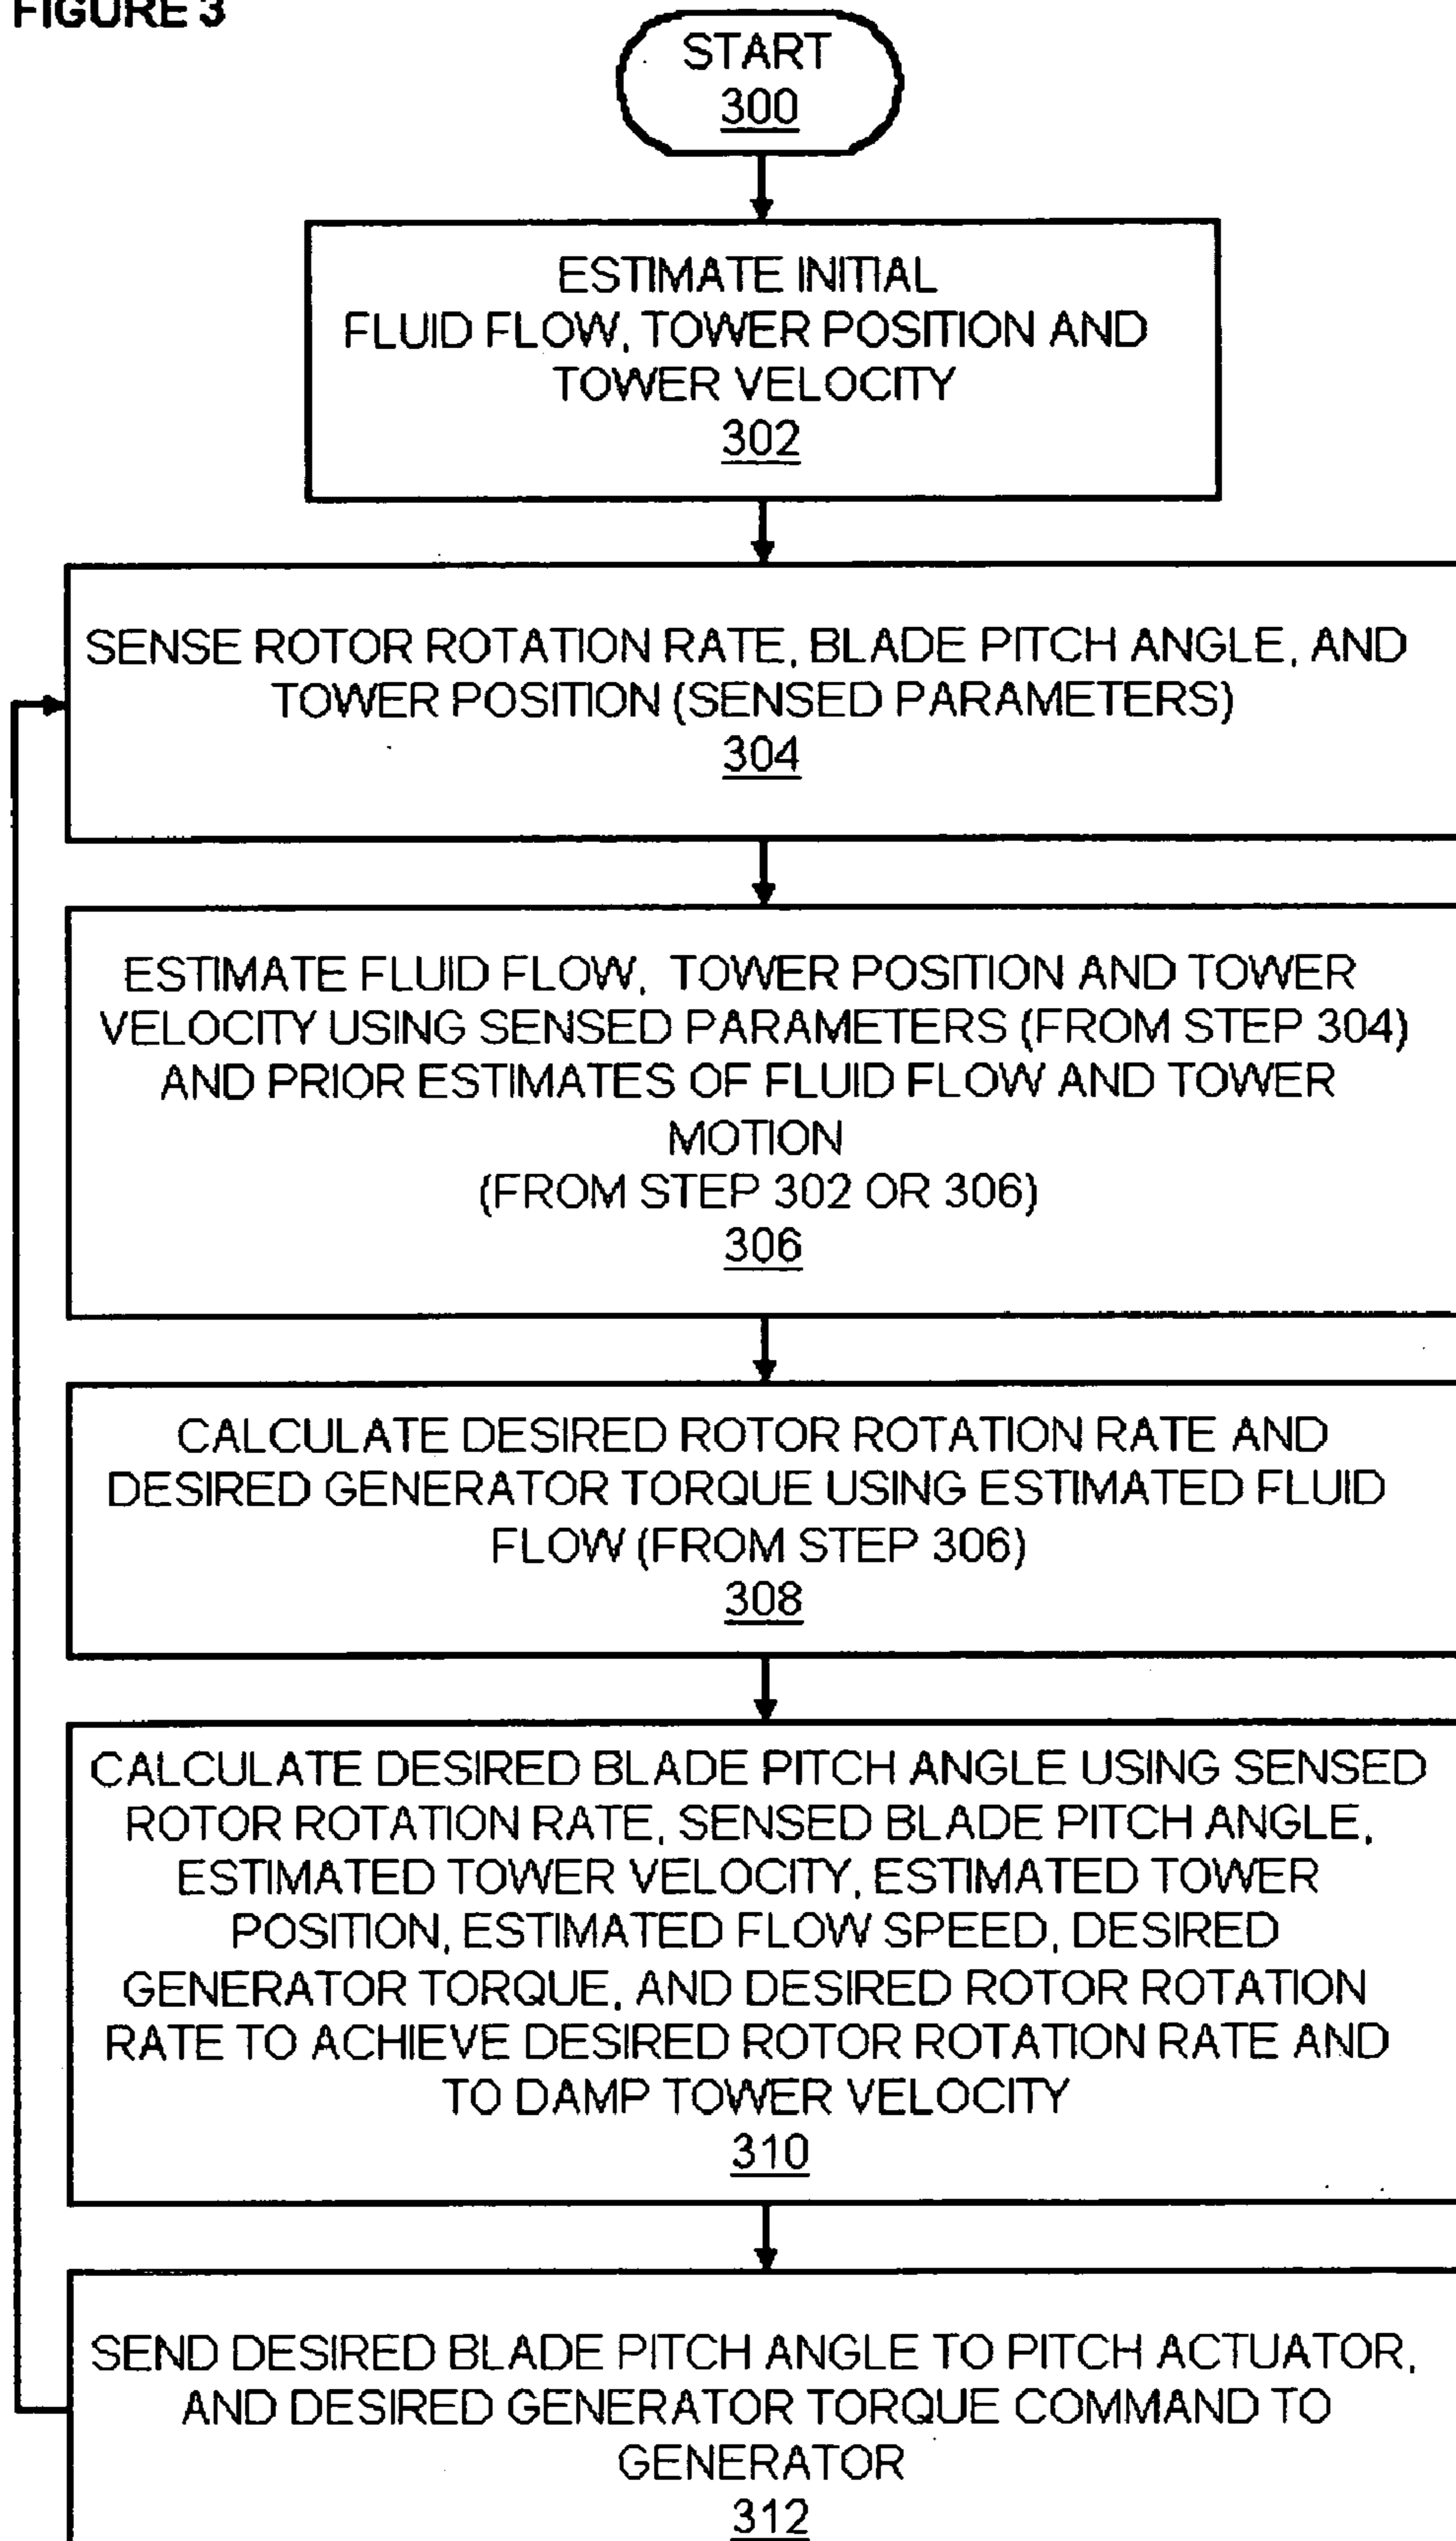 FIGURE 3
START
300
ESTIMATE INITIAL
FLUID FLOW, TOWER POSITION AND
TOWER VELOCITY
302
SENSE ROTOR ROTATION RATE, BLADE PITCH ANGLE, AND
TOWER POSITION (SENSED PARAMETERS)
304
ESTIMATE FLUID FLOW, TOWER POSITION AND TOWER
VELOCITY USING SENSED PARAMETERS (FROM STEP 304)
AND PRIOR ESTIMATES OF FLUID FLOW AND TOWER
MOTION
(FROM STEP 302 OR 306)
306
CALCULATE DESIRED ROTOR ROTATION RATE AND
DESIRED GENERATOR TORQUE USING ESTIMATED FLUID
FLOW (FROM STEP 306)
308
CALCULATE DESIRED BLADE PITCH ANGLE USING SENSED
ROTOR ROTATION RATE, SENSED BLADE PITCH ANGLE,
ESTIMATED TOWER VELOCITY, ESTIMATED TOWER
POSITION, ESTIMATED FLOW SPEED, DESIRED
GENERATOR TORQUE, AND DESIRED ROTOR ROTATION
RATE TO ACHIEVE DESIRED ROTOR ROTATION RATE AND
TO DAMP TOWER VELOCITY
310
SEND DESIRED BLADE PITCH ANGLE TO PITCH ACTUATOR,
AND DESIRED GENERATOR TORQUE COMMAND TO
GENERATOR
312